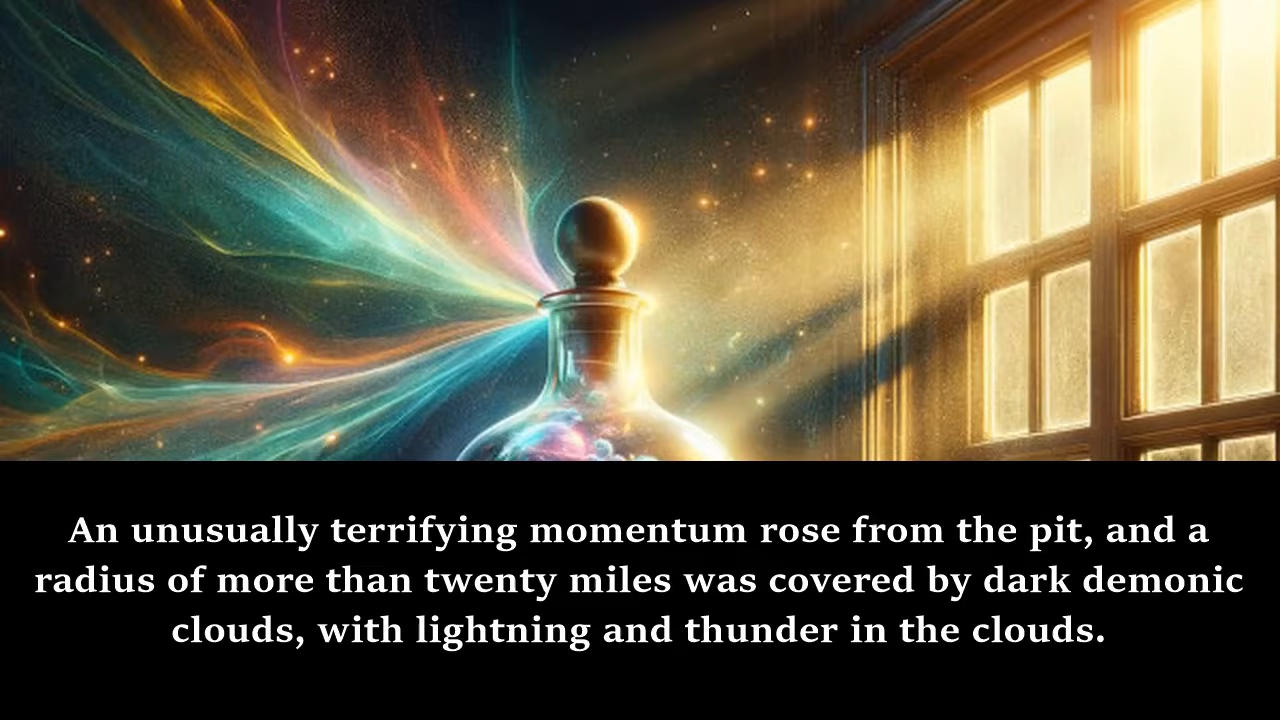 An unusually terrifying momentum rose from the pit, and a
radius of more than twenty miles was covered by dark demonic
clouds, with lightning and thunder in the clouds.